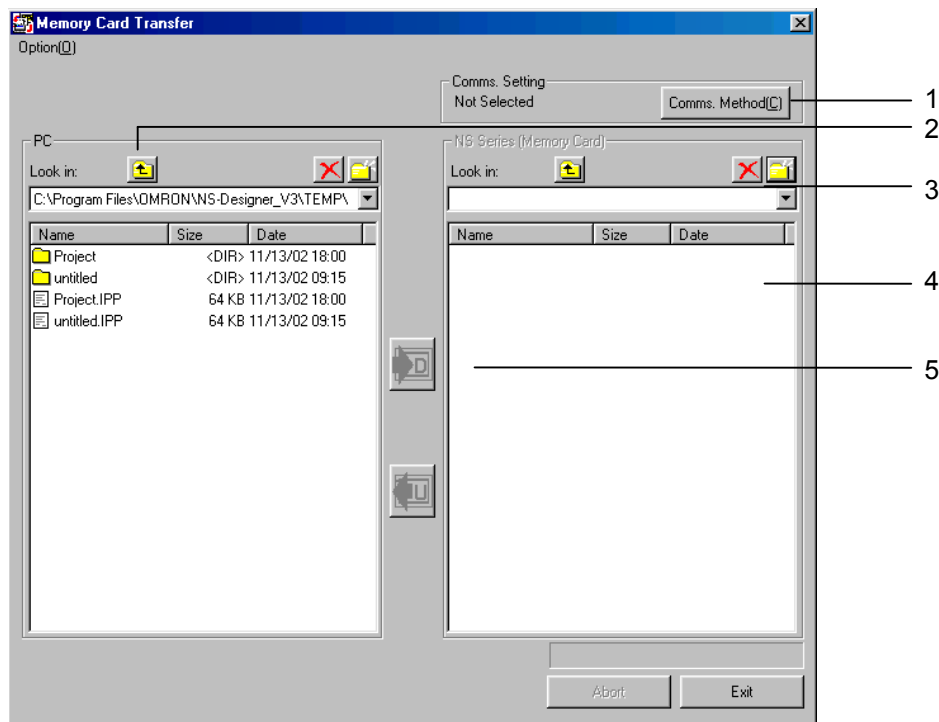 Memory Card Transfer
Option(O)
Comms. Setting
Not Selected
Comms. Method(C)
1
2
PC
NS Series (Memory Card)
Look in:
Look in:
3
C:\Program Files\OMRON\NS-Designer_V3\TEMP\
Name Size Date
Name Size Date
Project <DIR> 11/13/02 18:00
untitled <DIR> 11/13/02 09:15
Project.IPP 64 KB 11/13/02 18:00
untitled.IPP 64 KB 11/13/02 09:15
4
D
5
U
Abort Exit